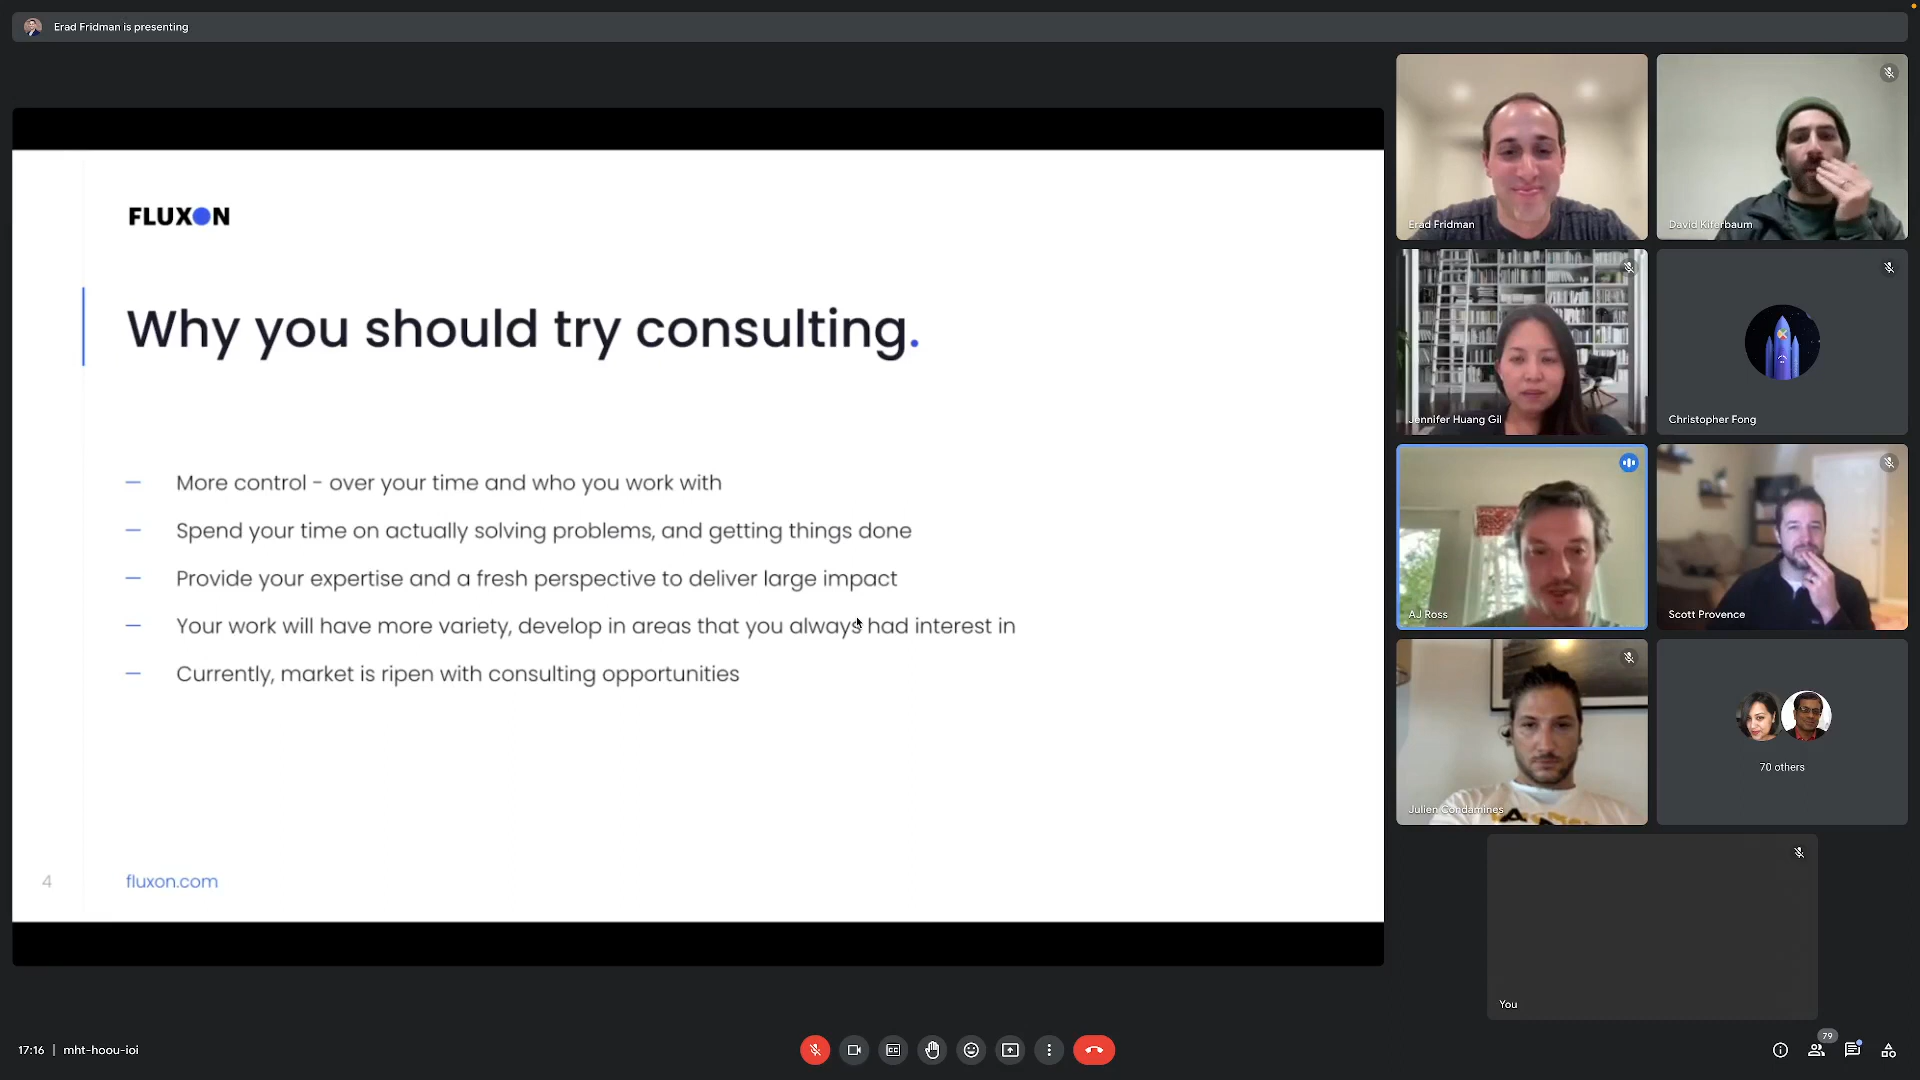 Erad Fridman is presenting
FLUXON
Why you should try consulting.
— More control - over your time and who you work with
— Spend your time on actually solving problems, and getting things done
— Provide your expertise and a fresh perspective to deliver large impact
— Your work will have more variety, develop in areas that you always had interest in
— Currently, market is ripen with consulting opportunities
4
fluxon.com
Erad Fridman
David Kiferbaum
Jennifer Huang Gil
Christopher Fong
AJ Ross
Scott Provence
Julien Condamines
70 others
You
17:16 | mht-hoou-ioi
CC
79